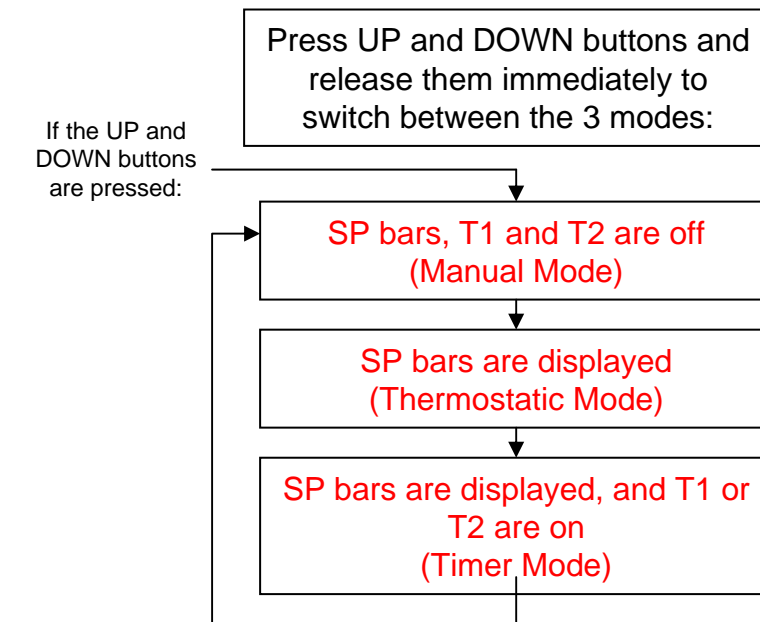 Press UP and DOWN buttons and
release them immediately to
switch between the 3 modes:
If the UP and
DOWN buttons
are pressed:
SP bars, T1 and T2 are off
(Manual Mode)
SP bars are displayed
(Thermostatic Mode)
SP bars are displayed, and T1 or
T2 are on
(Timer Mode)